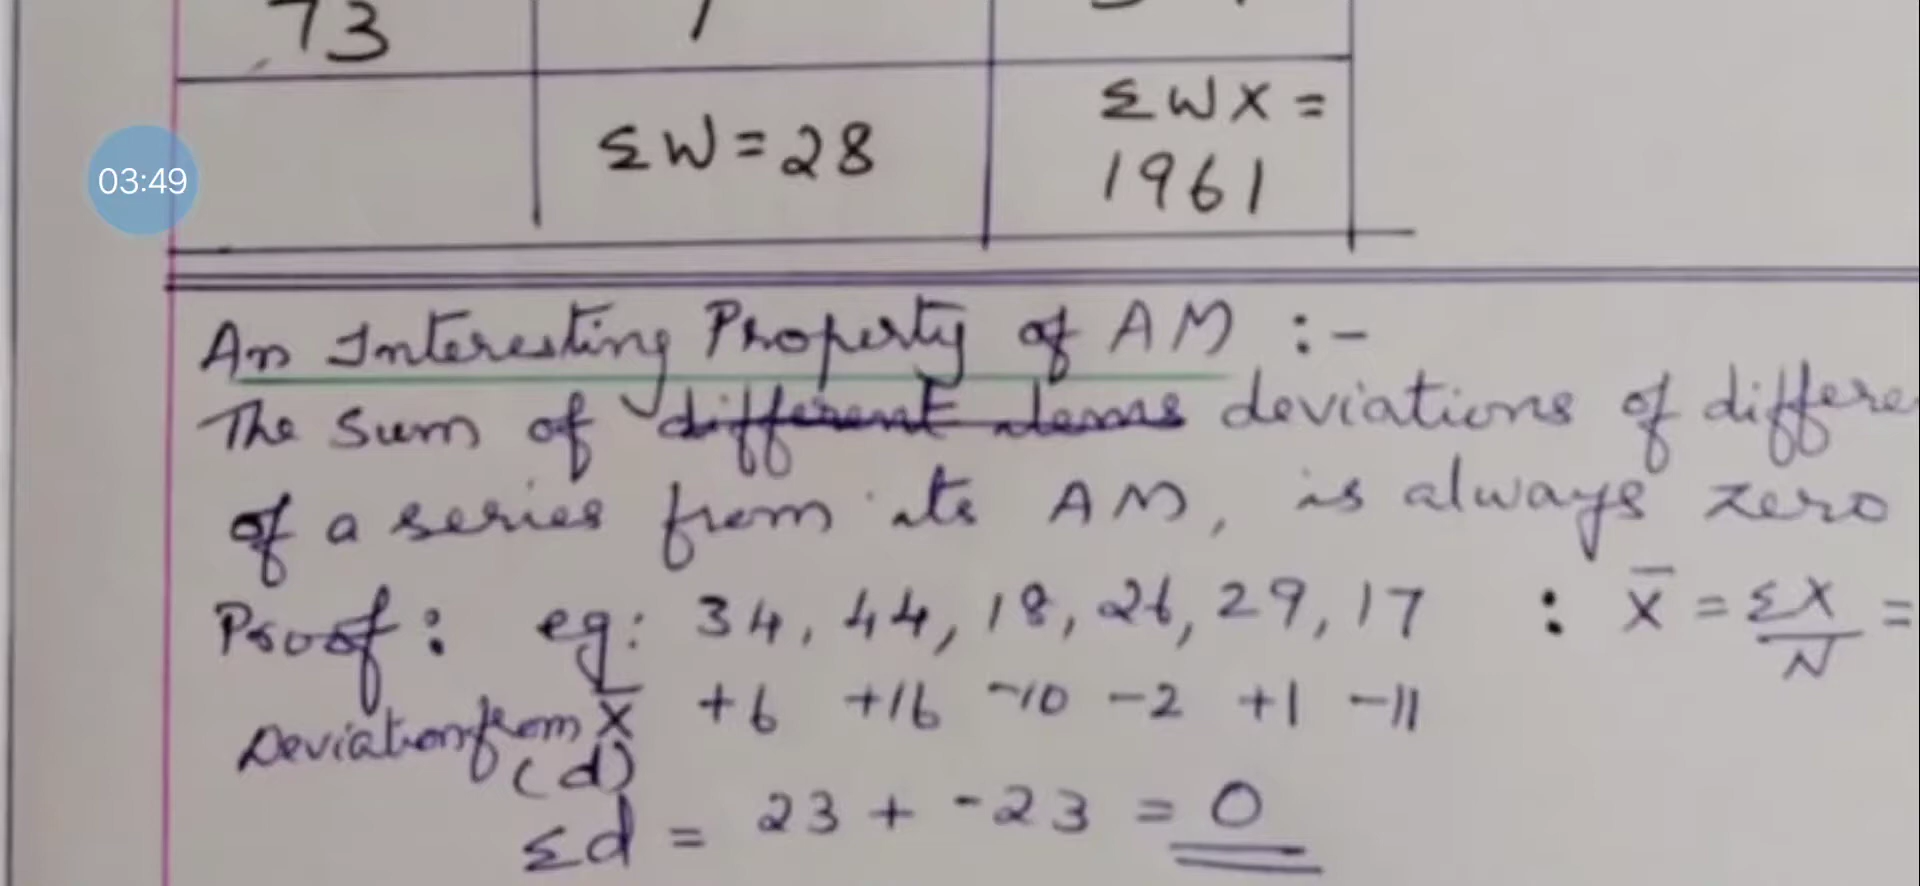 73 1
ΣW = 28
ΣWX =
1961
03:49
An Interesting Property of AM :-
The Sum of different items deviations of differe
of a series from its AM, is always zero
Proof: eg: 34, 44, 18, 26, 29, 17 : X̄ = ΣX/N =
Deviation from X̄ +6 +16 -10 -2 +1 -11
(d)
Σd = 23 + -23 = 0